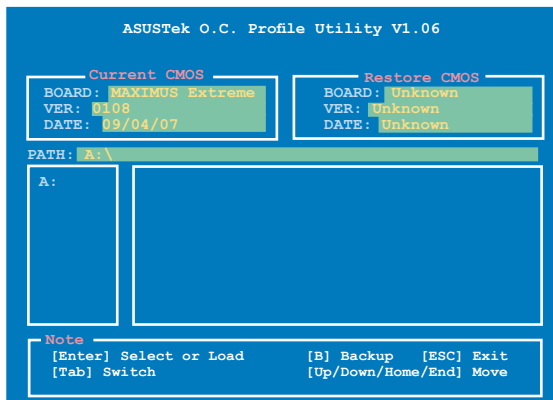 ASUSTek O.C. Profile Utility V1.06
Current CMOS
BOARD: MAXIMUS Extreme
VER: 0108
DATE: 09/04/07
Restore CMOS
BOARD: Unknown
VER: Unknown
DATE: Unknown
PATH: A:\
A:
Note
[Enter] Select or Load [B] Backup [ESC] Exit
[Tab] Switch [Up/Down/Home/End] Move